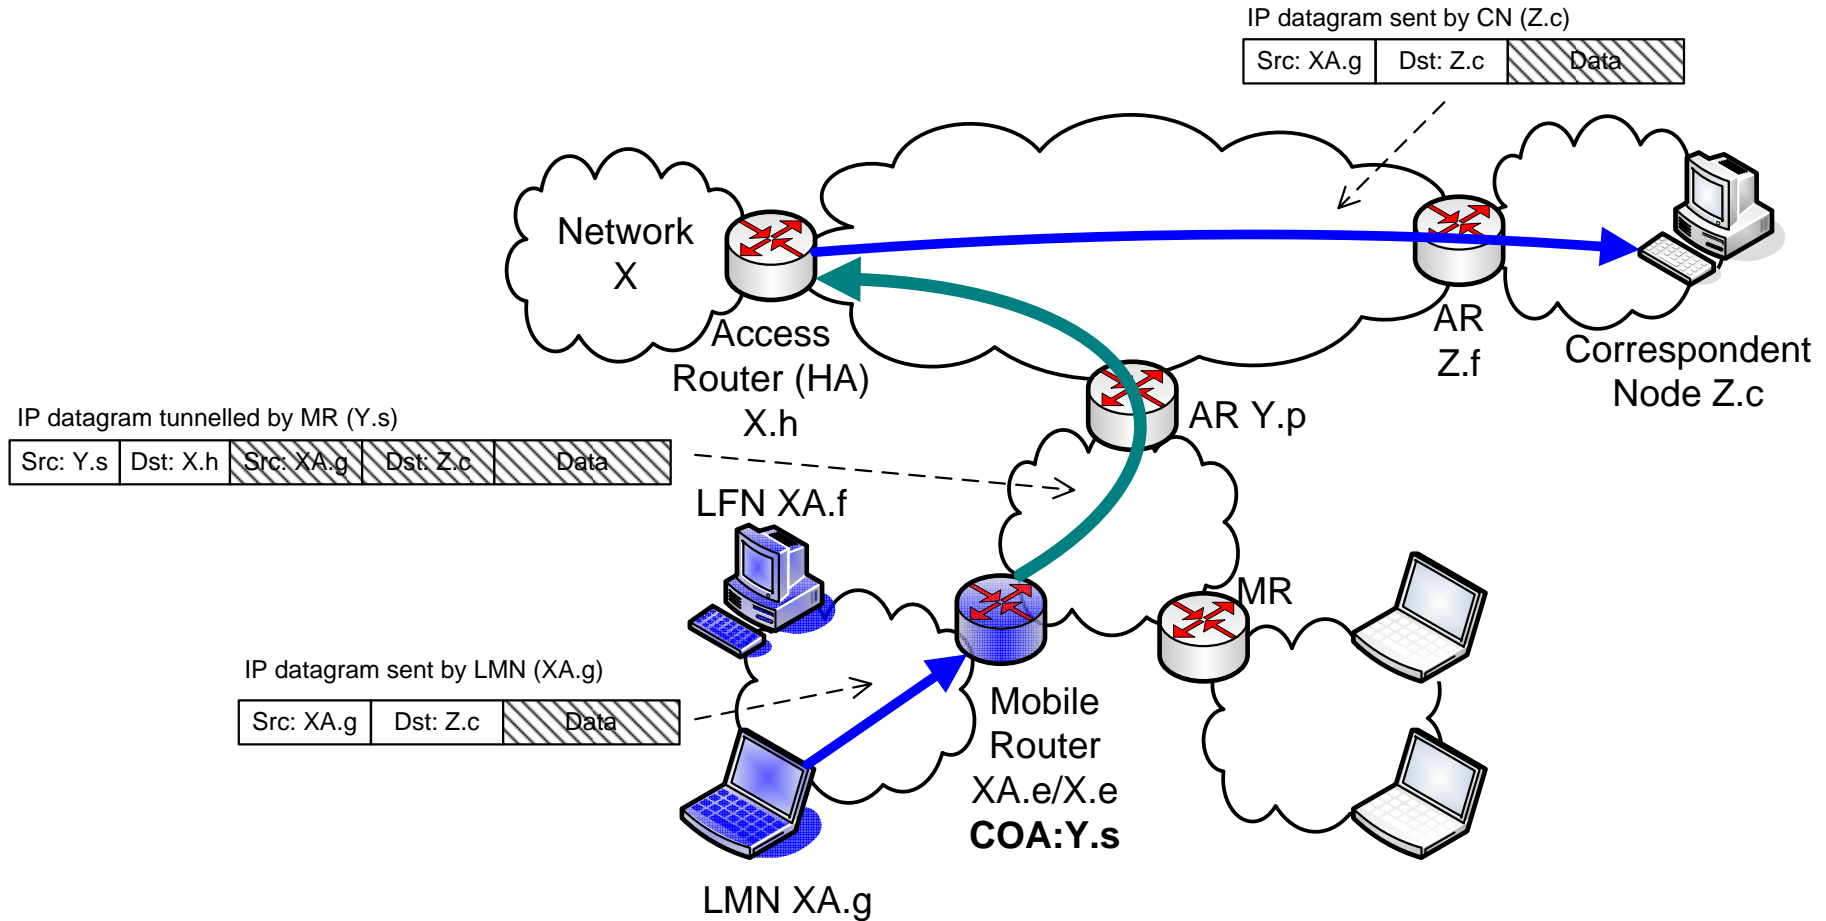 IP datagram sent by CN (Z.c)
Src: XA.g Dst: Z.c Data
Network
X
Access
Router (HA)
X.h
AR
Z.f
Correspondent
Node Z.c
AR Y.p
IP datagram tunnelled by MR (Y.s)
Src: Y.s Dst: X.h Src: XA.g Dst: Z.c Data
LFN XA.f
MR
IP datagram sent by LMN (XA.g)
Src: XA.g Dst: Z.c Data
Mobile
Router
XA.e/X.e
COA:Y.s
LMN XA.g